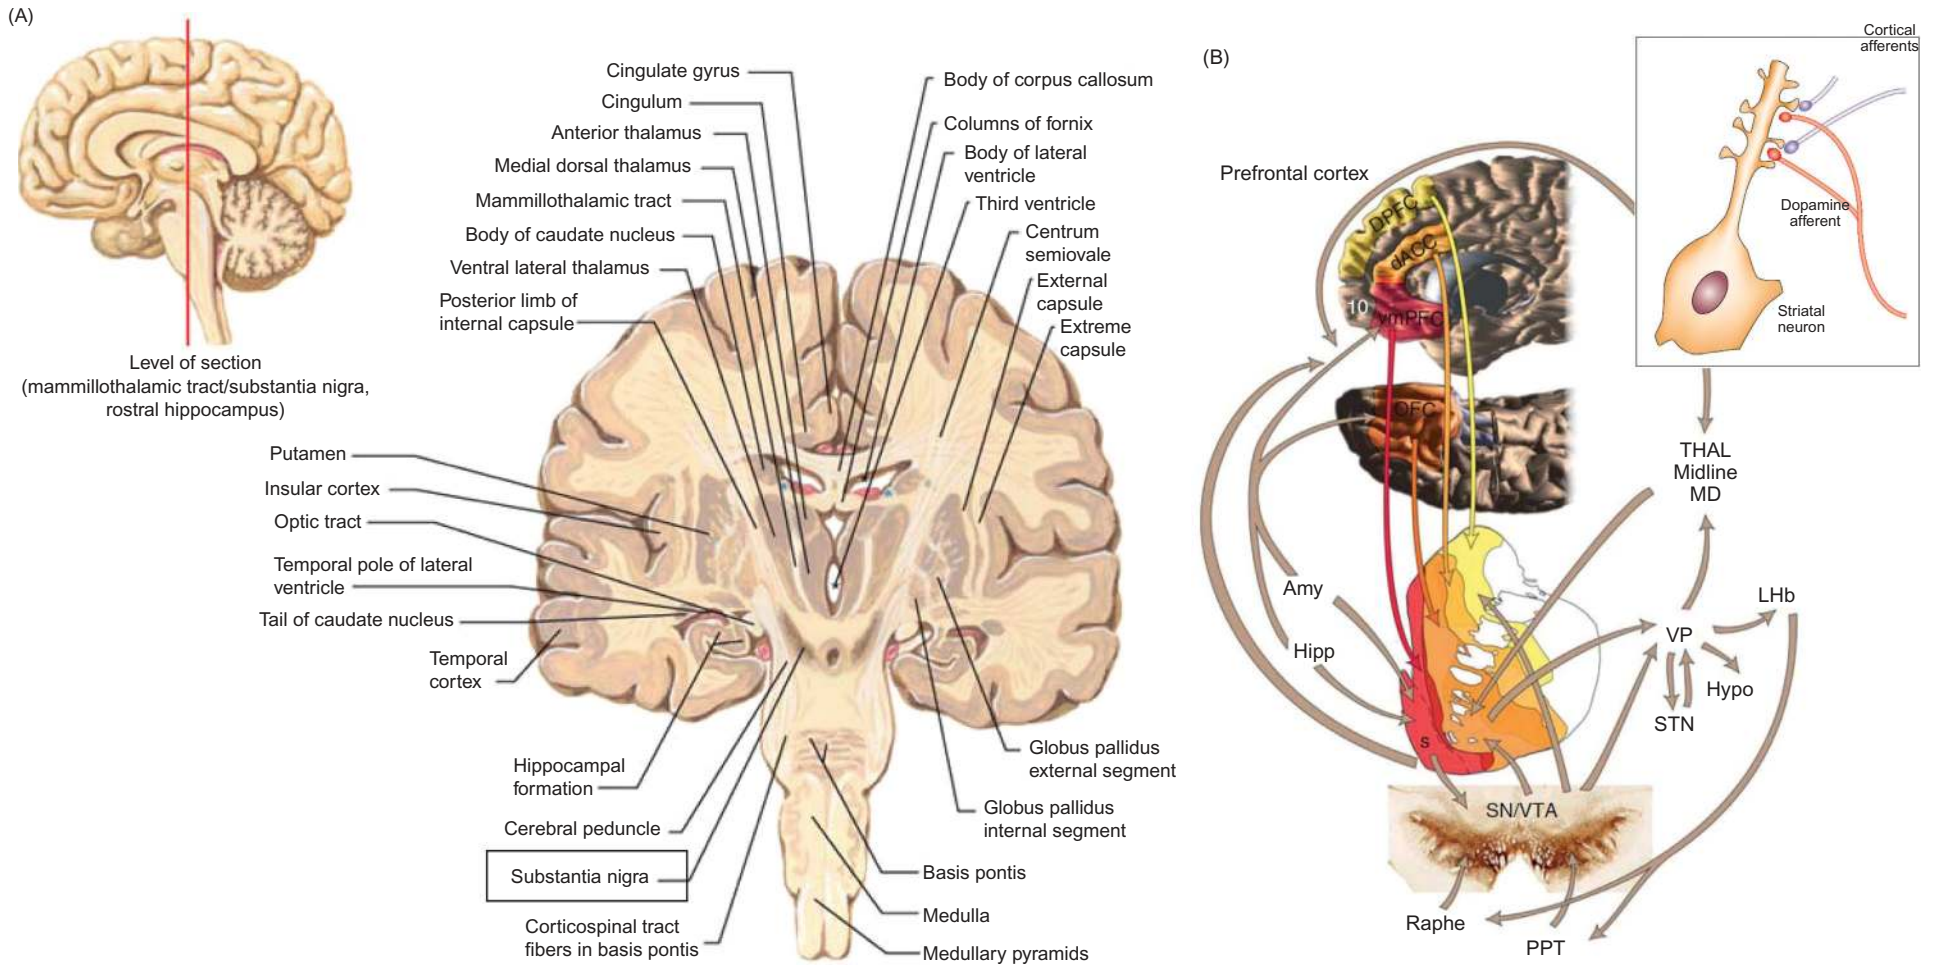 (A)
Level of section
(mammillothalamic tract/substantia nigra,
rostral hippocampus)
Cingulate gyrus
Cingulum
Anterior thalamus
Medial dorsal thalamus
Mammillothalamic tract
Body of caudate nucleus
Ventral lateral thalamus
Posterior limb of
internal capsule
Putamen
Insular cortex
Optic tract
Temporal pole of lateral
ventricle
Tail of caudate nucleus
Temporal
cortex
Hippocampal
formation
Cerebral peduncle
Substantia nigra
Corticospinal tract
fibers in basis pontis
Body of corpus callosum
Columns of fornix
Body of lateral
ventricle
Third ventricle
Centrum
semiovale
External
capsule
Extreme
capsule
Globus pallidus
external segment
Globus pallidus
internal segment
Basis pontis
Medulla
Medullary pyramids
(B)
Prefrontal cortex
DPFC
dACC
10
vmPFC
OFC
Cortical
afferents
Dopamine
afferent
Striatal
neuron
THAL
Midline
MD
Amy
Hipp
LHb
VP
Hypo
STN
s
SN/VTA
Raphe
PPT